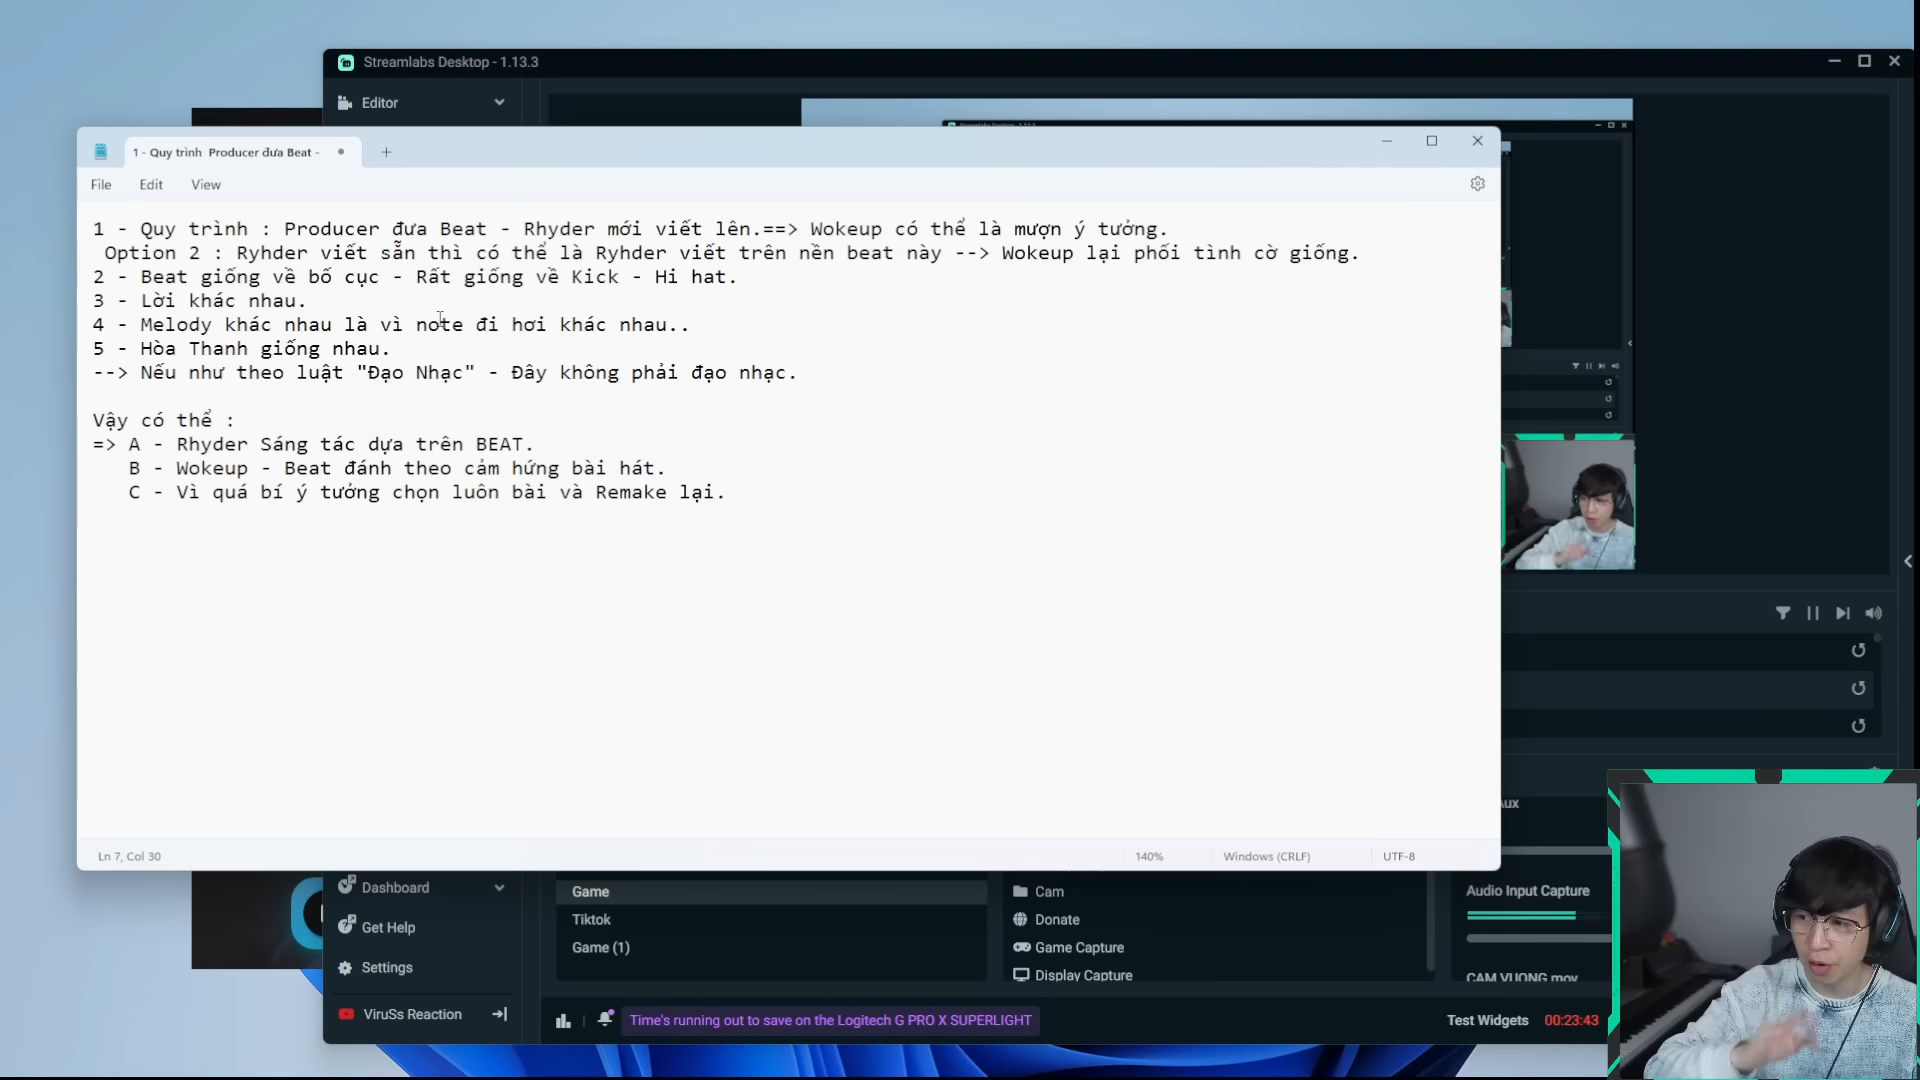 Streamlabs Desktop - 1.13.3
Editor
1 - Quy trình  Producer đưa Beat -
File
Edit
View
1 - Quy trình : Producer đưa Beat - Rhyder mới viết lên.==> Wokeup có thể là mượn ý tưởng.
Option 2 : Ryhder viết sẵn thì có thể là Ryhder viết trên nền beat này --> Wokeup lại phối tình cờ giống.
2 - Beat giống về bố cục - Rất giống về Kick - Hi hat.
3 - Lời khác nhau.
4 - Melody khác nhau là vì note đi hơi khác nhau..
5 - Hòa Thanh giống nhau.
--> Nếu như theo luật "Đạo Nhạc" - Đây không phải đạo nhạc.
Vậy có thể :
=> A - Rhyder Sáng tác dựa trên BEAT.
B - Wokeup - Beat đánh theo cảm hứng bài hát.
C - Vì quá bí ý tưởng chọn luôn bài và Remake lại.
Ln 7, Col 30
140%
Windows (CRLF)
UTF-8
Dashboard
Get Help
Settings
ViruSs Reaction
Game
Tiktok
Game (1)
Cam
Donate
Game Capture
Display Capture
Audio Input Capture
CAM VUONG mov
Time's running out to save on the Logitech G PRO X SUPERLIGHT
Test Widgets
00:23:43